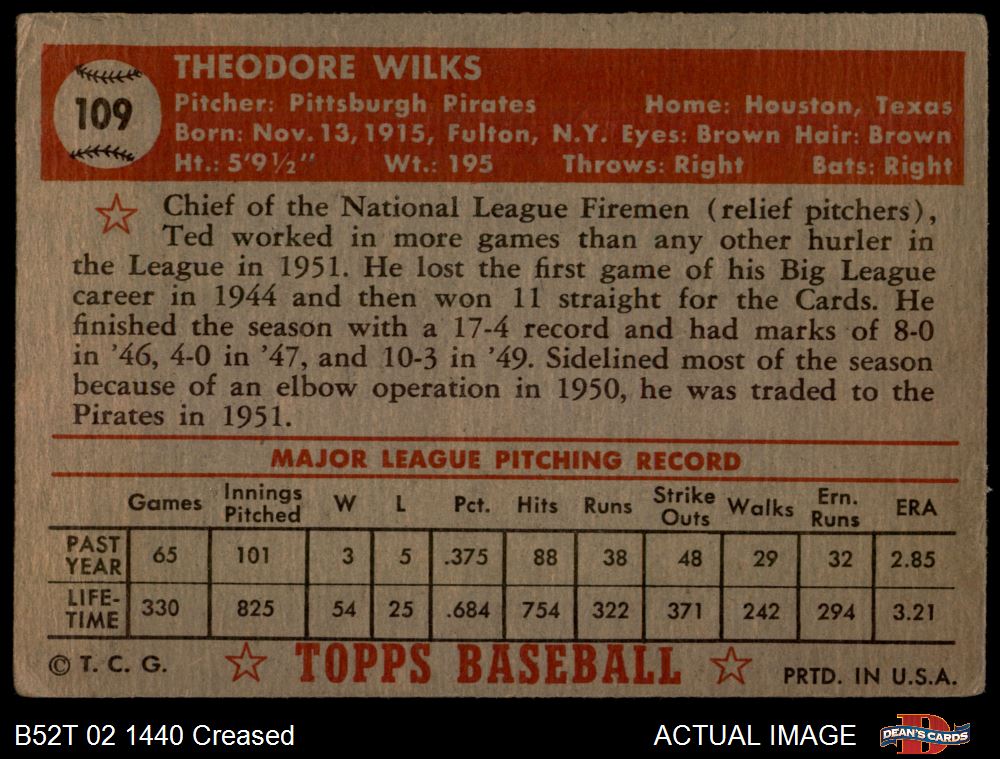 109
THEODORE WILKS
Pitcher: Pittsburgh Pirates Home: Houston, Texas
Born: Nov. 13, 1915, Fulton, N.Y. Eyes: Brown Hair: Brown
Ht.: 5'9½" Wt.: 195 Throws: Right Bats: Right
Chief of the National League Firemen (relief pitchers),
Ted worked in more games than any other hurler in
the League in 1951. He lost the first game of his Big League
career in 1944 and then won 11 straight for the Cards. He
finished the season with a 17-4 record and had marks of 8-0
in '46, 4-0 in '47, and 10-3 in '49. Sidelined most of the season
because of an elbow operation in 1950, he was traded to the
Pirates in 1951.
MAJOR LEAGUE PITCHING RECORD
Games Innings Pitched W L Pct. Hits Runs Strike Outs Walks Ern. Runs ERA
PAST YEAR 65 101 3 5 .375 88 38 48 29 32 2.85
LIFE-TIME 330 825 54 25 .684 754 322 371 242 294 3.21
© T. C. G. TOPPS BASEBALL PRTD. IN U.S.A.
B52T 02 1440 Creased ACTUAL IMAGE D DEAN'S CARDS